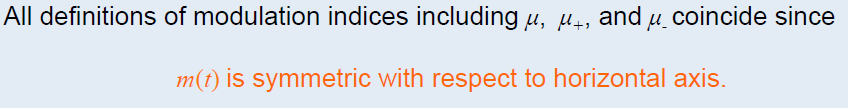 All definitions of modulation indices including μ, μ₊, and μ₋ coincide since
m(t) is symmetric with respect to horizontal axis.